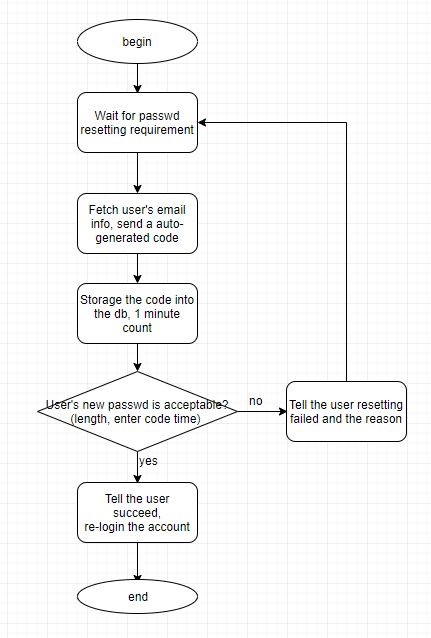 begin
Wait for passwd
resetting requirement
Fetch user's email
info, send a auto-
generated code
Storage the code into
the db, 1 minute
count
User's new passwd is acceptable?
(length, enter code time)
no
Tell the user resetting
failed and the reason
yes
Tell the user
succeed,
re-login the account
end